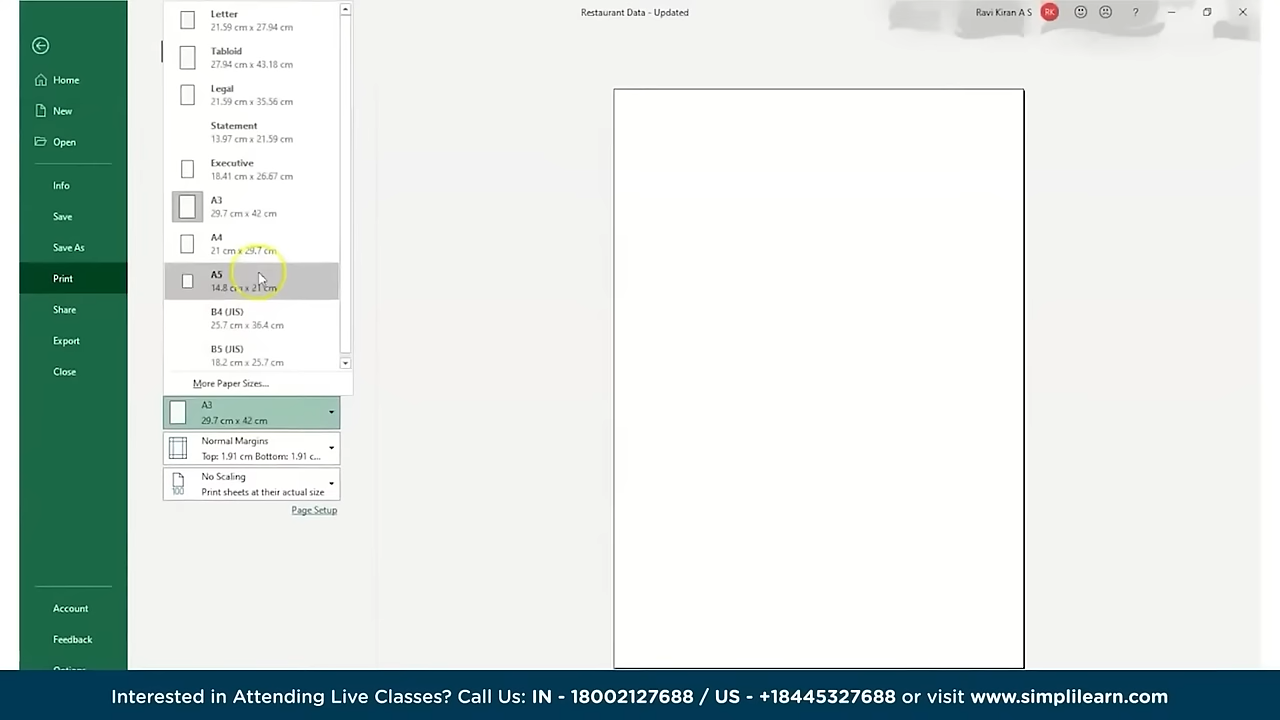 Restaurant Data - Updated
Ravi Kiran A S
RK
?
Home
New
Open
Info
Save
Save As
Print
Share
Export
Close
Account
Feedback
Letter
21.59 cm x 27.94 cm
Tabloid
27.94 cm x 43.18 cm
Legal
21.59 cm x 35.56 cm
Statement
13.97 cm x 21.59 cm
Executive
18.41 cm x 26.67 cm
A3
29.7 cm x 42 cm
A4
21 cm x 29.7 cm
A5
14.8 cm x 21 cm
B4 (JIS)
25.7 cm x 36.4 cm
B5 (JIS)
18.2 cm x 25.7 cm
More Paper Sizes...
A3
29.7 cm x 42 cm
Normal Margins
Top: 1.91 cm Bottom: 1.91 c...
No Scaling
100
Print sheets at their actual size
Page Setup
Interested in Attending Live Classes? Call Us: IN - 18002127688 / US - +18445327688 or visit www.simplilearn.com